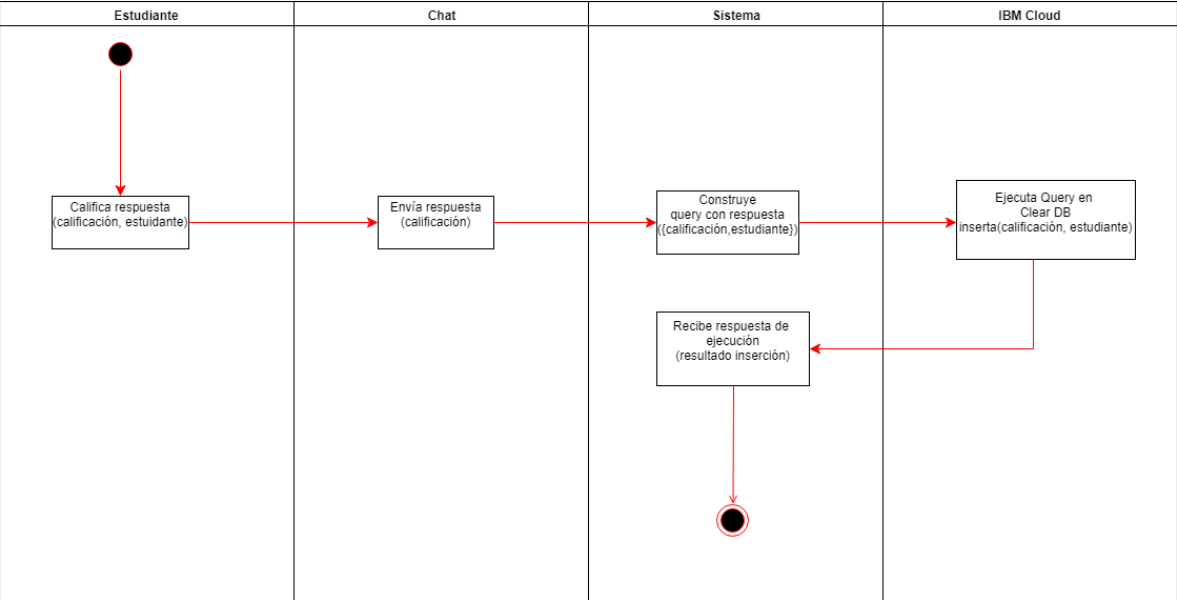 Estudiante
Chat
Sistema
IBM Cloud
Califica respuesta
(calificación, estuidante)
Envía respuesta
(calificación)
Construye
query con respuesta
({calificación,estudiante})
Ejecuta Query en
Clear DB
inserta(calificación, estudiante)
Recibe respuesta de
ejecución
(resultado inserción)